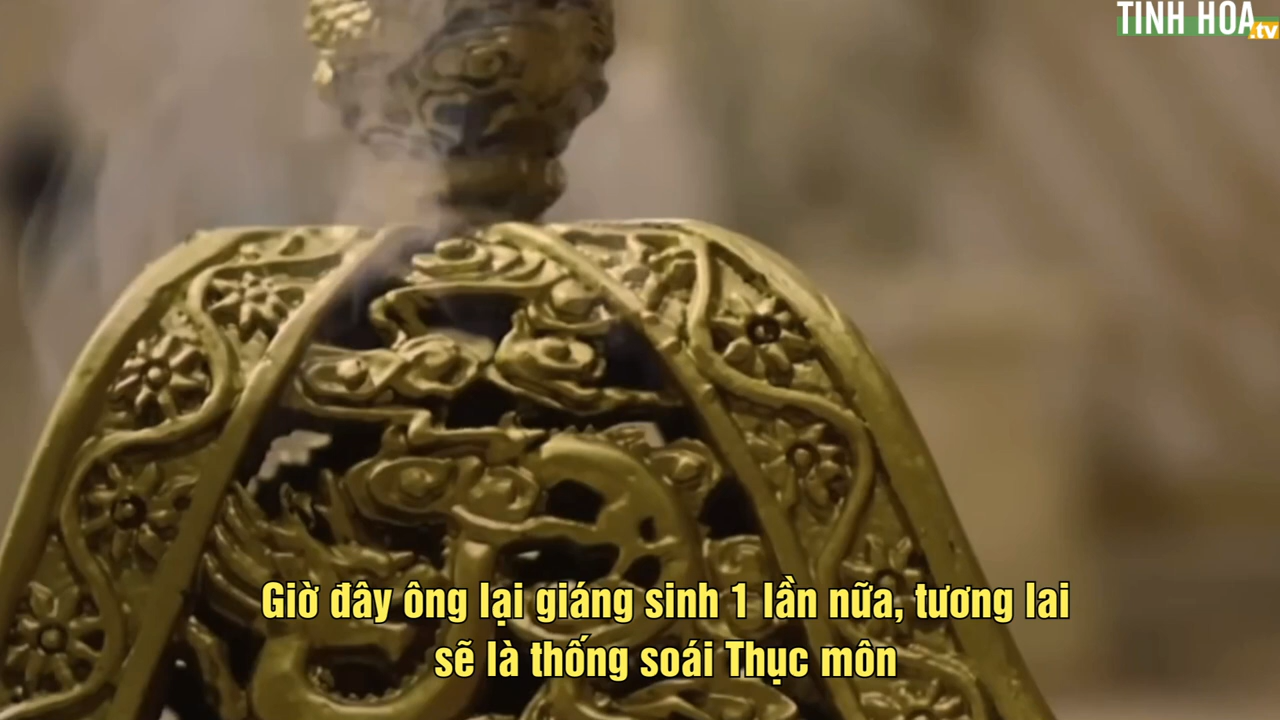 TINH HOA
.tv
Giờ đây ông lại giáng sinh 1 lần nữa, tương lai
sẽ là thống soái Thục môn